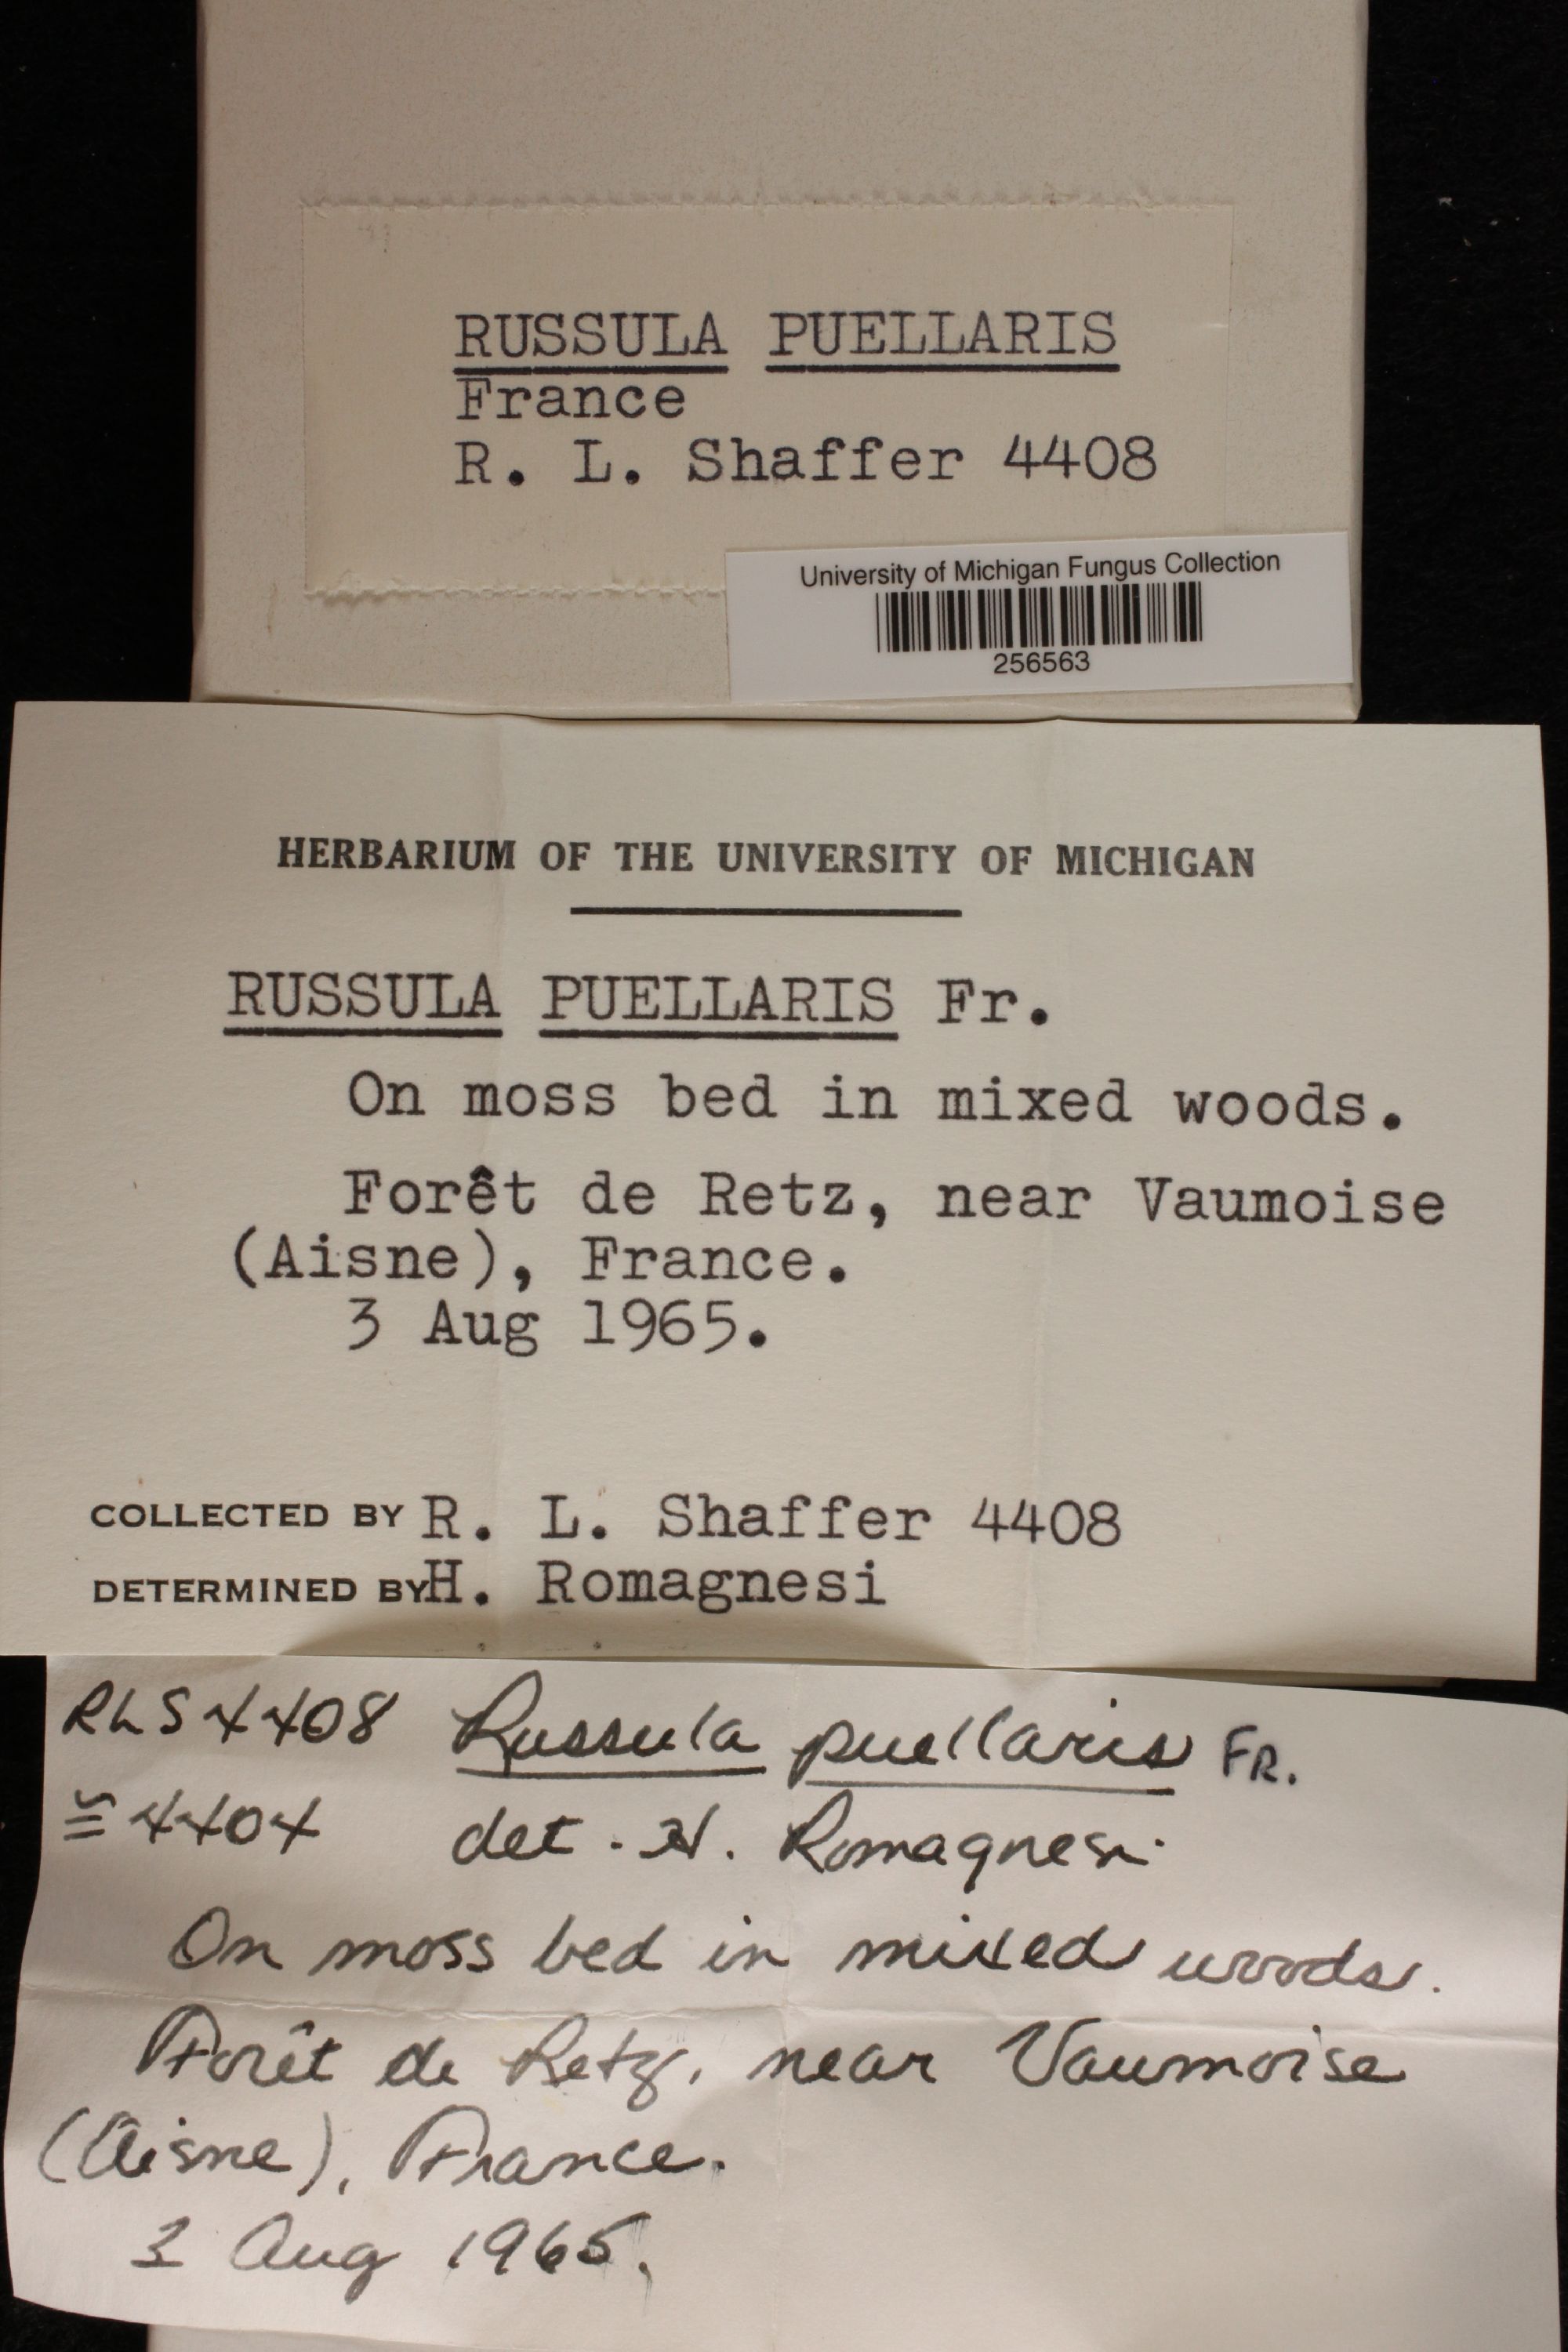 RUSSULA PUELLARIS
France
R. L. Shaffer 4408
University of Michigan Fungus Collection
256563
HERBARIUM OF THE UNIVERSITY OF MICHIGAN
RUSSULA PUELLARIS Fr.
On moss bed in mixed woods.
Forêt de Retz, near Vaumoise
(Aisne), France.
3 Aug 1965.
COLLECTED BY R. L. Shaffer 4408
DETERMINED BY H. Romagnesi
RLS 4408 Russula puellaris FR.
≅ 4404 det. H. Romagnesi
On moss bed in mixed woods.
Forêt de Retz, near Vaumoise
(Aisne), France.
3 Aug 1965.